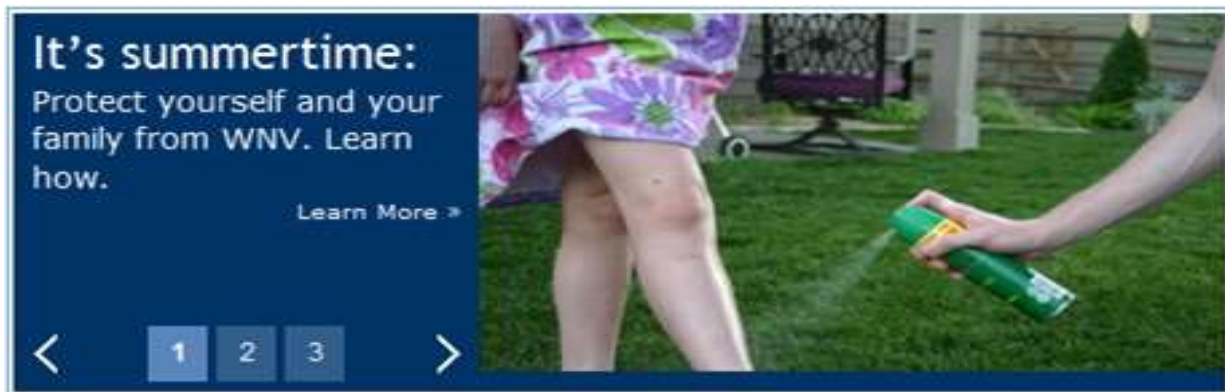 It's summertime:
Protect yourself and your
family from WNV. Learn
how.
Learn More »
1 2 3